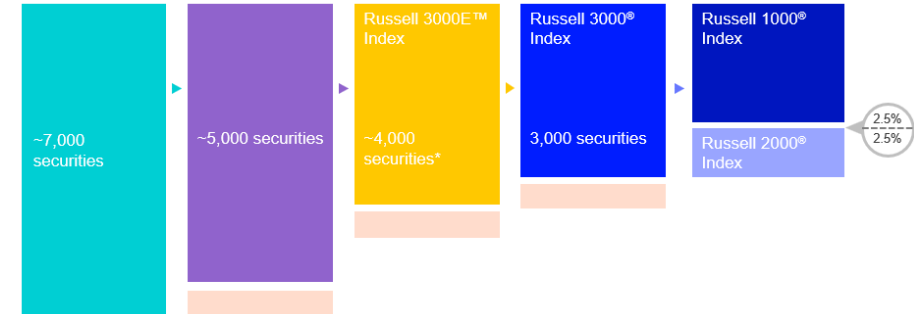 ~7,000
securities
~5,000 securities
Russell 3000E™
Index
~4,000
securities*
Russell 3000®
Index
3,000 securities
Russell 1000®
Index
Russell 2000®
Index
2.5%
2.5%